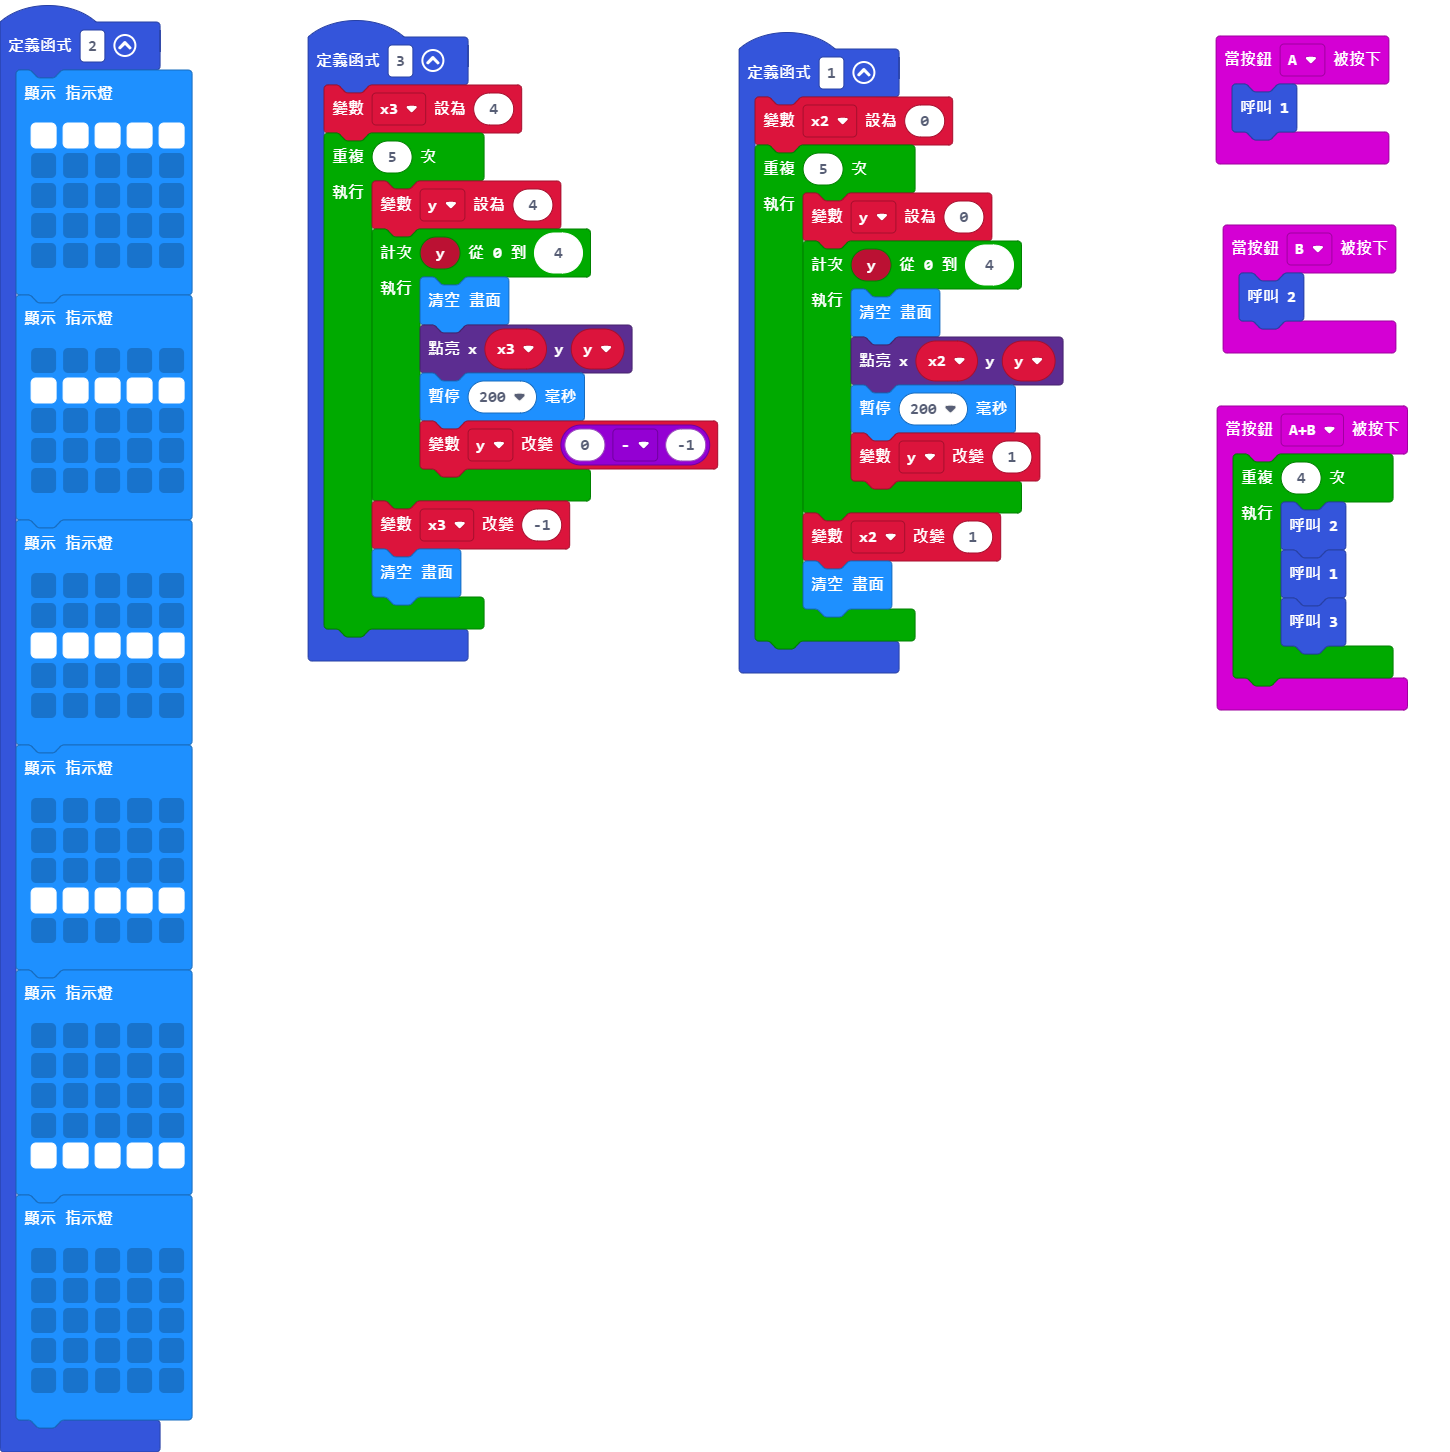 定義函式 2
顯示 指示燈
顯示 指示燈
顯示 指示燈
顯示 指示燈
顯示 指示燈
顯示 指示燈
定義函式 3
變數 x3 設為 4
重複 5 次
執行
變數 y 設為 4
計次 y 從 0 到 4
執行
清空 畫面
點亮 x x3 y y
暫停 200 毫秒
變數 y 改變 0 - -1
變數 x3 改變 -1
清空 畫面
定義函式 1
變數 x2 設為 0
重複 5 次
執行
變數 y 設為 0
計次 y 從 0 到 4
執行
清空 畫面
點亮 x x2 y y
暫停 200 毫秒
變數 y 改變 1
變數 x2 改變 1
清空 畫面
當按鈕 A 被按下
呼叫 1
當按鈕 B 被按下
呼叫 2
當按鈕 A+B 被按下
重複 4 次
執行
呼叫 2
呼叫 1
呼叫 3